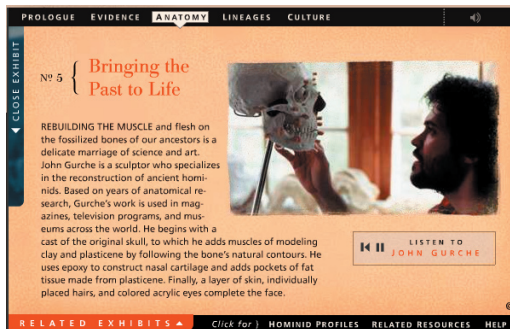 PROLOGUE EVIDENCE ANATOMY LINEAGES CULTURE
CLOSE EXHIBIT
Nº 5
Bringing the
Past to Life
REBUILDING THE MUSCLE and flesh on
the fossilized bones of our ancestors is a
delicate marriage of science and art.
John Gurche is a sculptor who specializes
in the reconstruction of ancient homi-
nids. Based on years of anatomical re-
search, Gurche's work is used in mag-
azines, television programs, and mus-
eums across the world. He begins with a
cast of the original skull, to which he adds muscles of modeling
clay and plasticene by following the bone's natural contours. He
uses epoxy to construct nasal cartilage and adds pockets of fat
tissue made from plasticene. Finally, a layer of skin, individually
placed hairs, and colored acrylic eyes complete the face.
LISTEN TO
JOHN GURCHE
RELATED EXHIBITS Click for } HOMINID PROFILES RELATED RESOURCES HELP